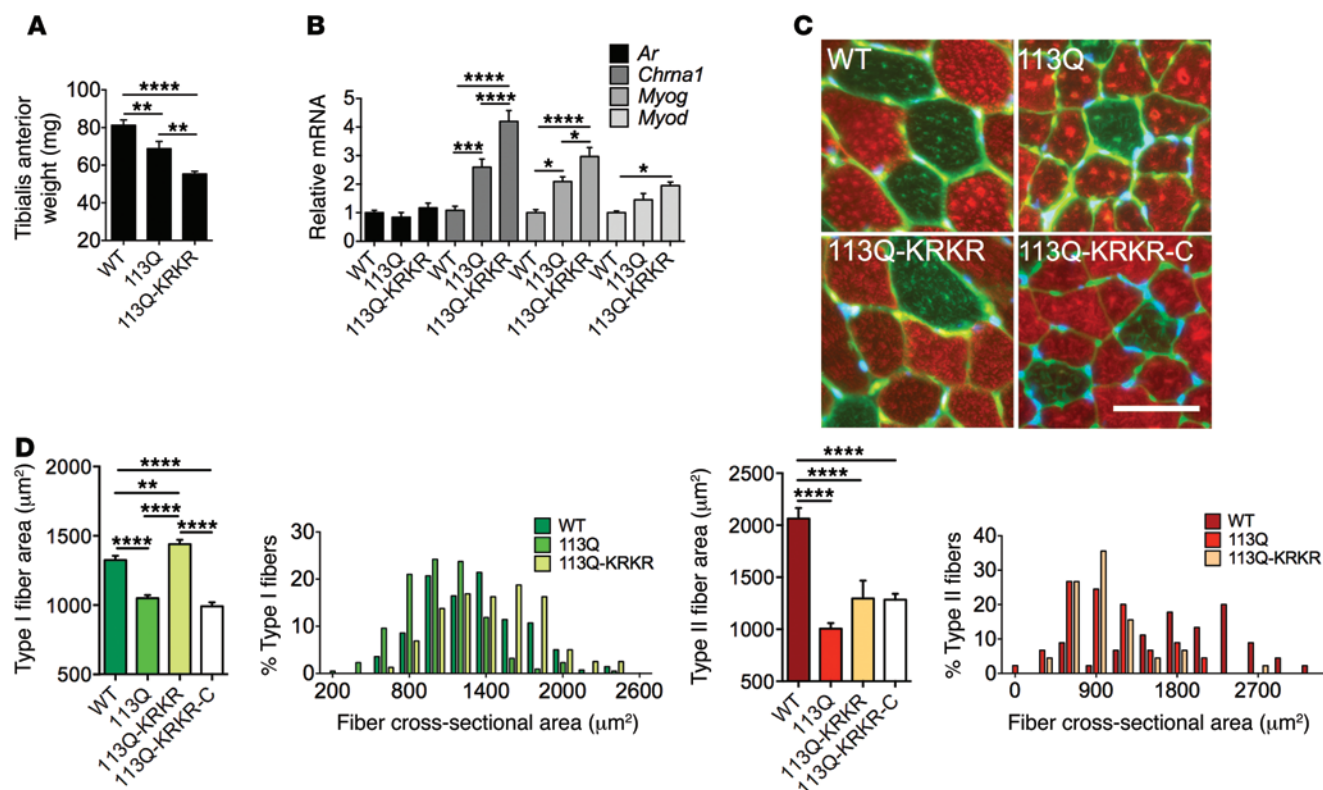 A
Tibialis anterior
weight (mg)
100
80
60
40
20
****
**
**
WT
113Q
113Q-KRKR
B
Relative mRNA
5
4
3
2
1
0
Ar
Chrna1
Myog
Myod
****
****
***
****
*
*
*
WT
113Q
113Q-KRKR
WT
113Q
113Q-KRKR
WT
113Q
113Q-KRKR
WT
113Q
113Q-KRKR
C
WT
113Q
113Q-KRKR
113Q-KRKR-C
D
Type I fiber area (μm²)
2000
1500
1000
500
****
**
****
****
****
WT
113Q
113Q-KRKR
113Q-KRKR-C
% Type I fibers
30
20
10
0
WT
113Q
113Q-KRKR
200 800 1400 2000 2600
Fiber cross-sectional area (μm²)
Type II fiber area (μm²)
2500
2000
1500
1000
500
****
****
****
WT
113Q
113Q-KRKR
113Q-KRKR-C
% Type II fibers
40
30
20
10
0
WT
113Q
113Q-KRKR
0 900 1800 2700
Fiber cross-sectional area (μm²)